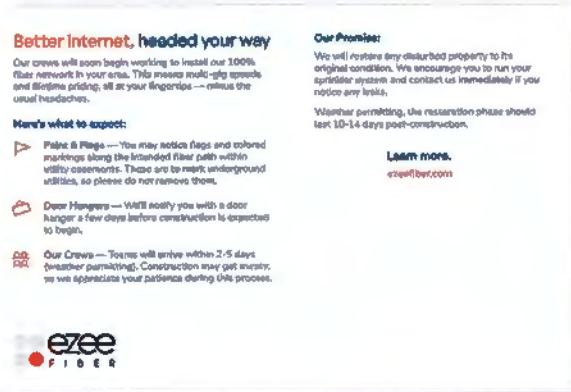 Better internet, headed your way
Our crews will soon begin working to install our 100%
fiber network in your area. This means multi-gig speeds
and lifetime pricing, all at your fingertips — minus the
usual headaches.
Here's what to expect:
Paint & Flags — You may notice flags and colored
markings along the intended fiber path within
utility easements. These are to mark underground
utilities, so please do not remove them.
Door Hangers — We'll notify you with a door
hanger a few days before construction is expected
to begin.
Our Crews — Teams will arrive within 2-5 days
(weather permitting). Construction may get messy,
so we appreciate your patience during this process.
ezee
FIBER
Our Promise:
We will restore any disturbed property to its
original condition. We encourage you to run your
sprinkler system and contact us immediately if you
notice any leaks.
Weather permitting, the restoration phase should
last 10-14 days post-construction.
Learn more.
ezeefiber.com